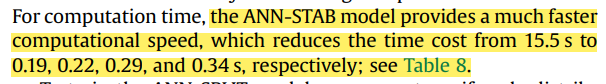 For computation time, the ANN-STAB model provides a much faster
computational speed, which reduces the time cost from 15.5 s to
0.19, 0.22, 0.29, and 0.34 s, respectively; see Table 8.